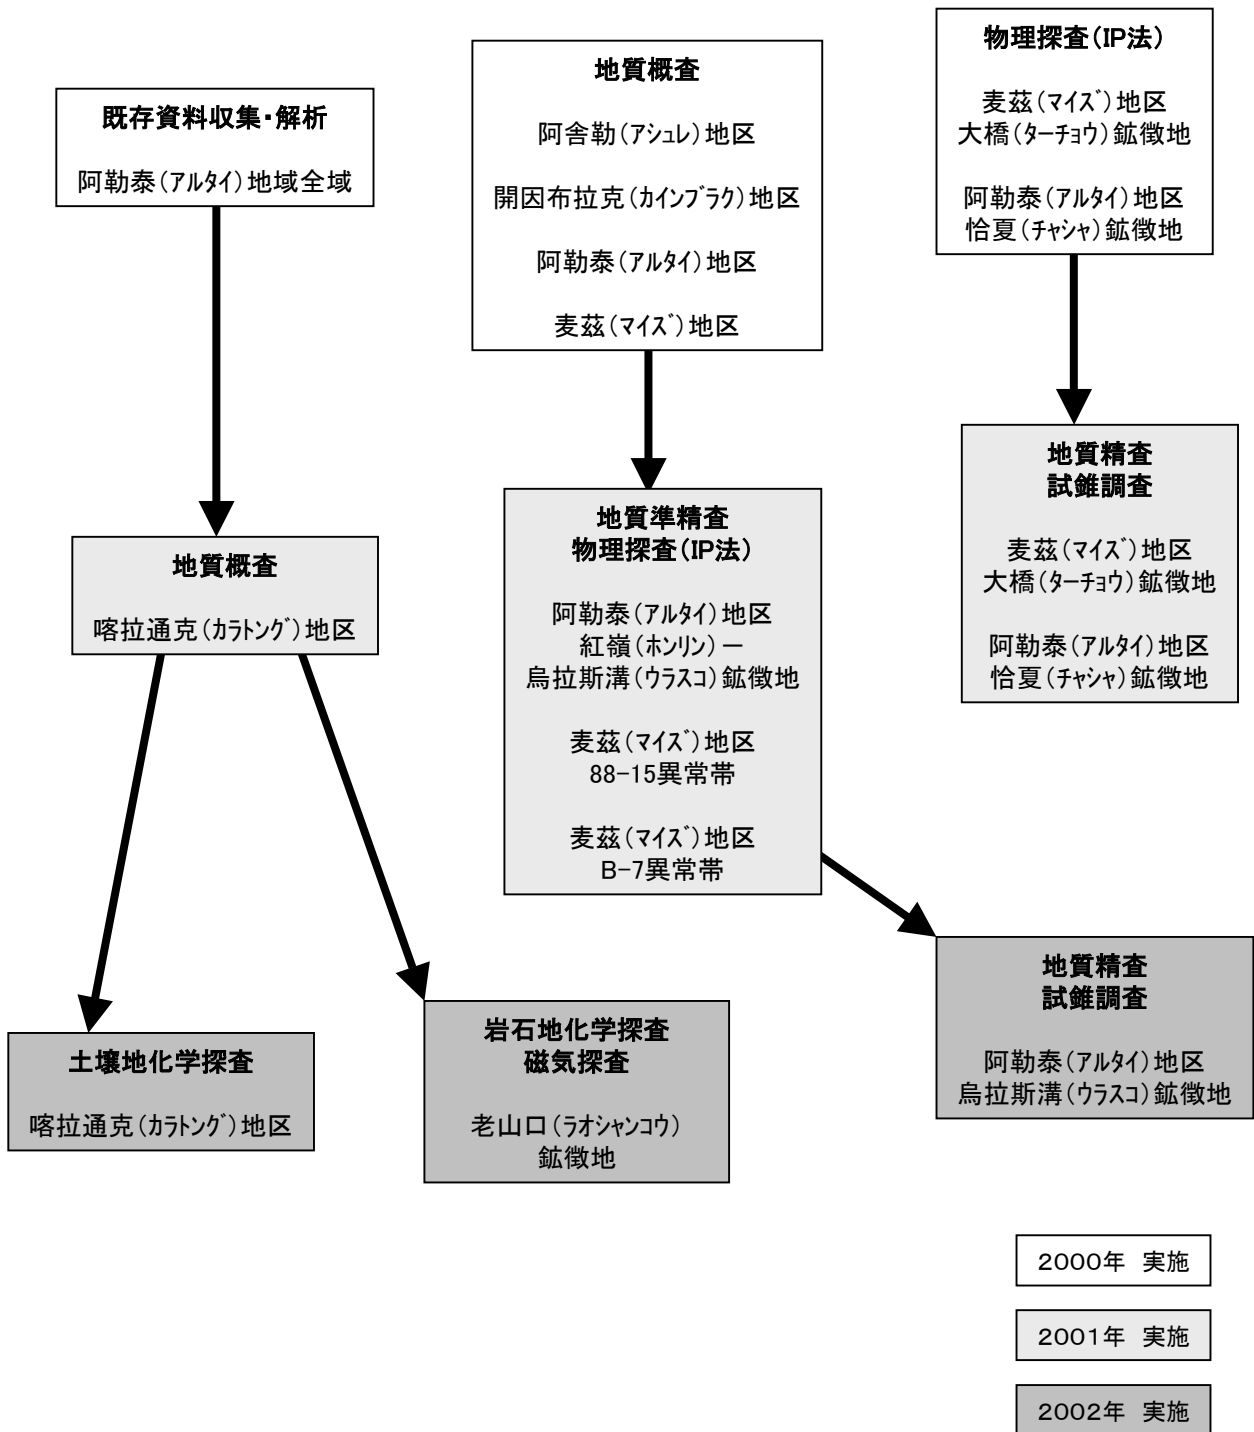 既存資料収集・解析
阿勒泰(アルタイ)地域全域
地質概査
阿舎勒(アシュレ)地区
開因布拉克(カインブラク)地区
阿勒泰(アルタイ)地区
麦茲(マイズ)地区
物理探査(IP法)
麦茲(マイズ)地区
大橋(ターチョウ)鉱徴地
阿勒泰(アルタイ)地区
恰夏(チャシャ)鉱徴地
地質概査
喀拉通克(カラトング)地区
地質準精査
物理探査(IP法)
阿勒泰(アルタイ)地区
紅嶺(ホンリン)ー
烏拉斯溝(ウラスコ)鉱徴地
麦茲(マイズ)地区
88-15異常帯
麦茲(マイズ)地区
B-7異常帯
地質精査
試錐調査
麦茲(マイズ)地区
大橋(ターチョウ)鉱徴地
阿勒泰(アルタイ)地区
恰夏(チャシャ)鉱徴地
土壌地化学探査
喀拉通克(カラトング)地区
岩石地化学探査
磁気探査
老山口(ラオシャンコウ)
鉱徴地
地質精査
試錐調査
阿勒泰(アルタイ)地区
烏拉斯溝(ウラスコ)鉱徴地
2000年 実施
2001年 実施
2002年 実施